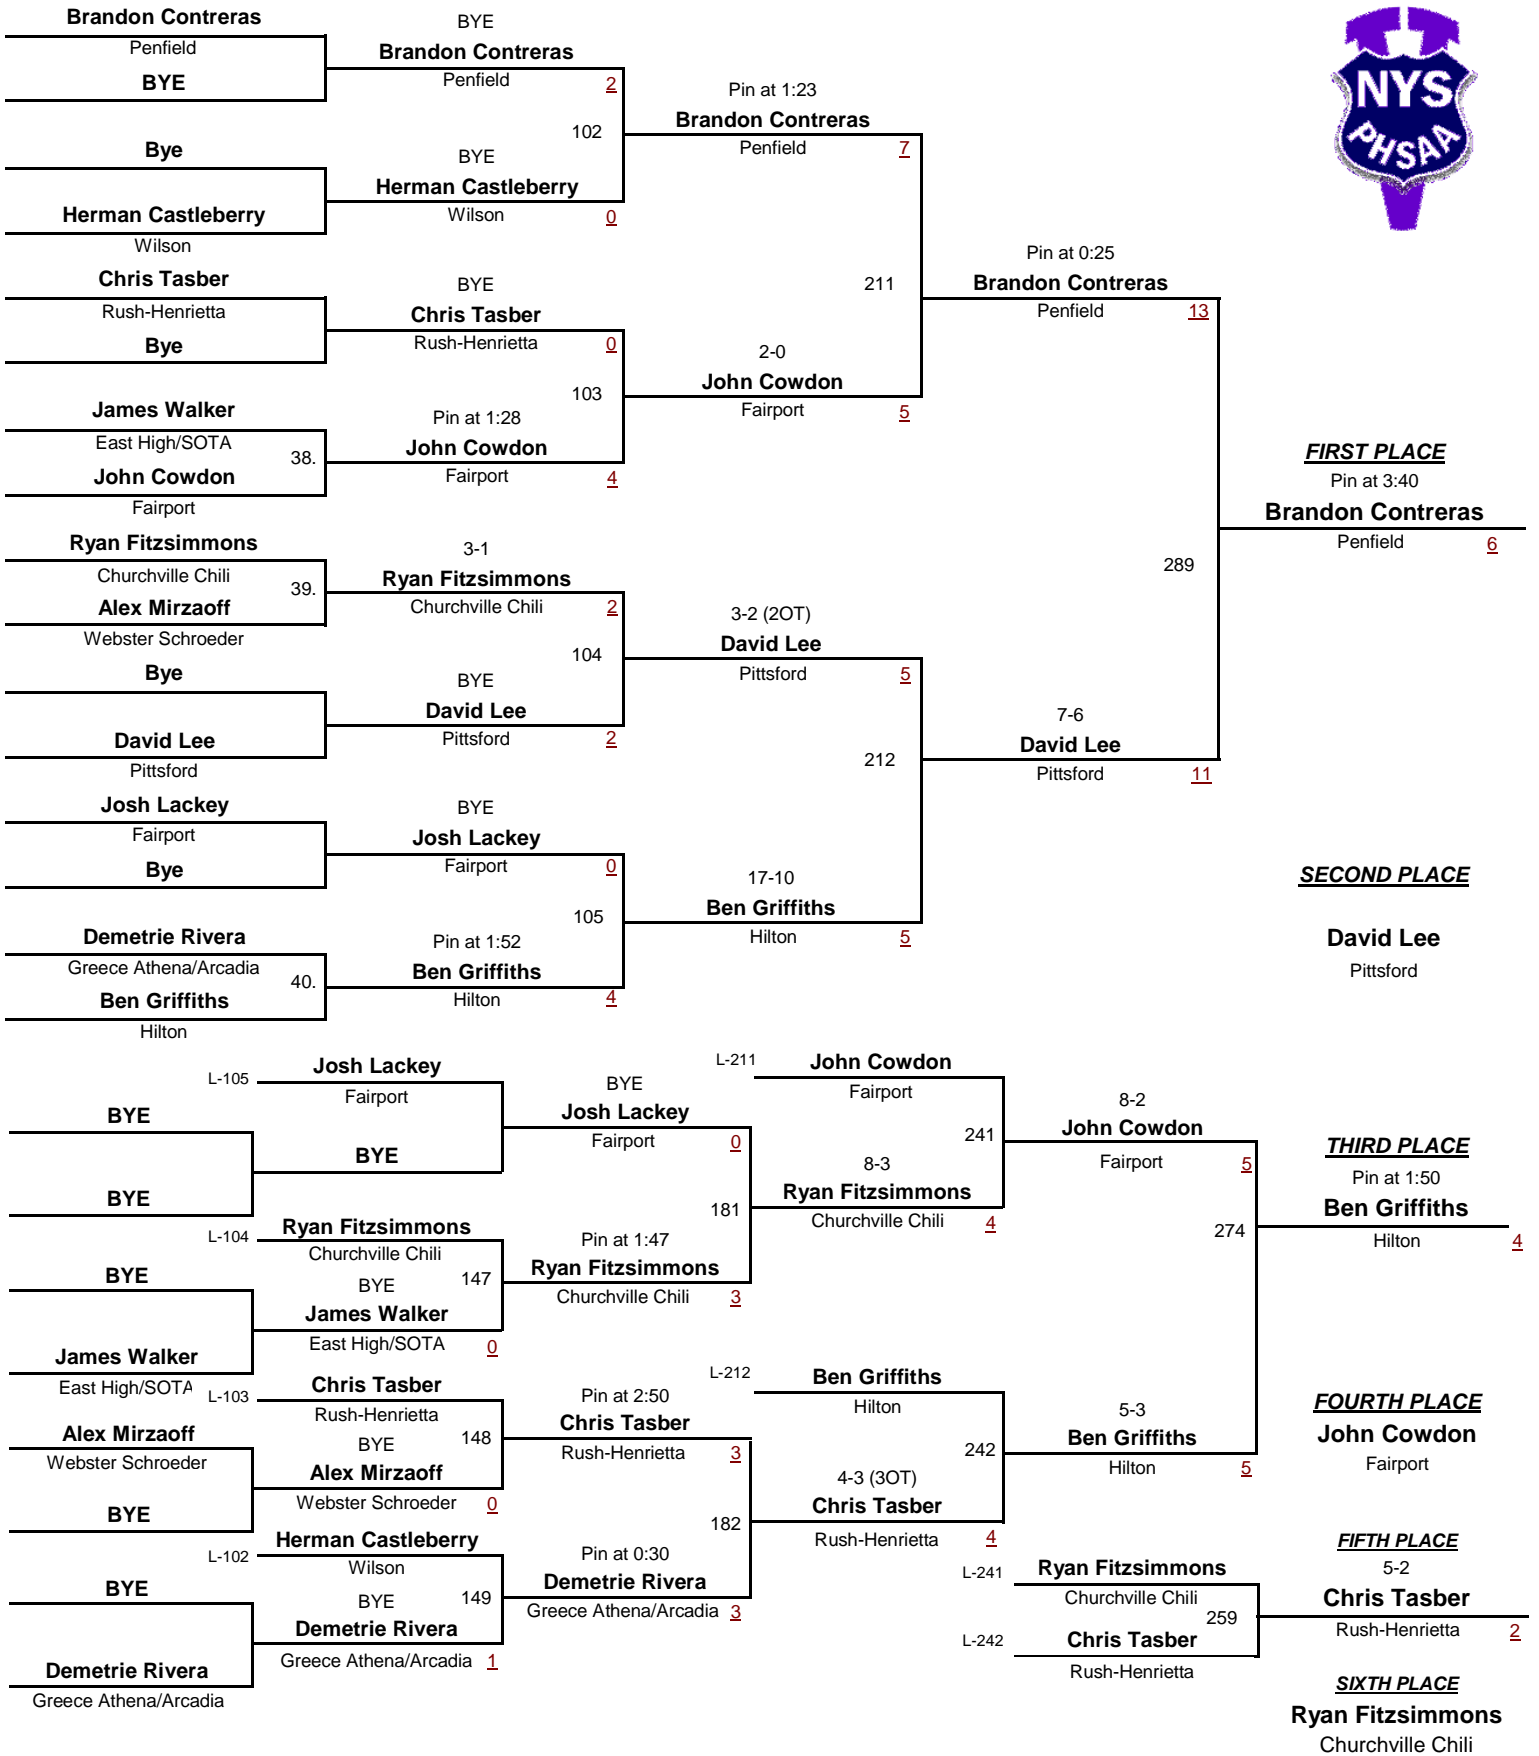 Brandon Contreras
Penfield
BYE
Bye
Herman Castleberry
Wilson
Chris Tasber
Rush-Henrietta
Bye
James Walker
East High/SOTA
38.
John Cowdon
Fairport
Ryan Fitzsimmons
Churchville Chili
39.
Alex Mirzaoff
Webster Schroeder
Bye
David Lee
Pittsford
Josh Lackey
Fairport
Bye
Demetrie Rivera
Greece Athena/Arcadia
40.
Ben Griffiths
Hilton
BYE
Brandon Contreras
Penfield
2
102
BYE
Herman Castleberry
Wilson
0
BYE
Chris Tasber
Rush-Henrietta
0
103
Pin at 1:28
John Cowdon
Fairport
4
3-1
Ryan Fitzsimmons
Churchville Chili
2
104
BYE
David Lee
Pittsford
2
BYE
Josh Lackey
Fairport
0
105
Pin at 1:52
Ben Griffiths
Hilton
4
Pin at 1:23
Brandon Contreras
Penfield
7
211
2-0
John Cowdon
Fairport
5
3-2 (2OT)
David Lee
Pittsford
5
212
17-10
Ben Griffiths
Hilton
5
Pin at 0:25
Brandon Contreras
Penfield
13
289
7-6
David Lee
Pittsford
11
NYS
PHSAA
FIRST PLACE
Pin at 3:40
Brandon Contreras
Penfield
6
SECOND PLACE
David Lee
Pittsford
BYE
BYE
BYE
James Walker
East High/SOTA
Alex Mirzaoff
Webster Schroeder
BYE
BYE
Demetrie Rivera
Greece Athena/Arcadia
L-105
Josh Lackey
Fairport
BYE
L-104
Ryan Fitzsimmons
Churchville Chili
147
BYE
James Walker
East High/SOTA
0
L-103
Chris Tasber
Rush-Henrietta
148
BYE
Alex Mirzaoff
Webster Schroeder
0
L-102
Herman Castleberry
Wilson
149
BYE
Demetrie Rivera
Greece Athena/Arcadia
1
BYE
Josh Lackey
Fairport
0
181
Pin at 1:47
Ryan Fitzsimmons
Churchville Chili
3
Pin at 2:50
Chris Tasber
Rush-Henrietta
3
182
Pin at 0:30
Demetrie Rivera
Greece Athena/Arcadia
3
L-211
John Cowdon
Fairport
241
8-3
Ryan Fitzsimmons
Churchville Chili
4
L-212
Ben Griffiths
Hilton
242
4-3 (3OT)
Chris Tasber
Rush-Henrietta
4
8-2
John Cowdon
Fairport
5
274
5-3
Ben Griffiths
Hilton
5
L-241
Ryan Fitzsimmons
Churchville Chili
259
L-242
Chris Tasber
Rush-Henrietta
THIRD PLACE
Pin at 1:50
Ben Griffiths
Hilton
4
FOURTH PLACE
John Cowdon
Fairport
FIFTH PLACE
5-2
Chris Tasber
Rush-Henrietta
2
SIXTH PLACE
Ryan Fitzsimmons
Churchville Chili